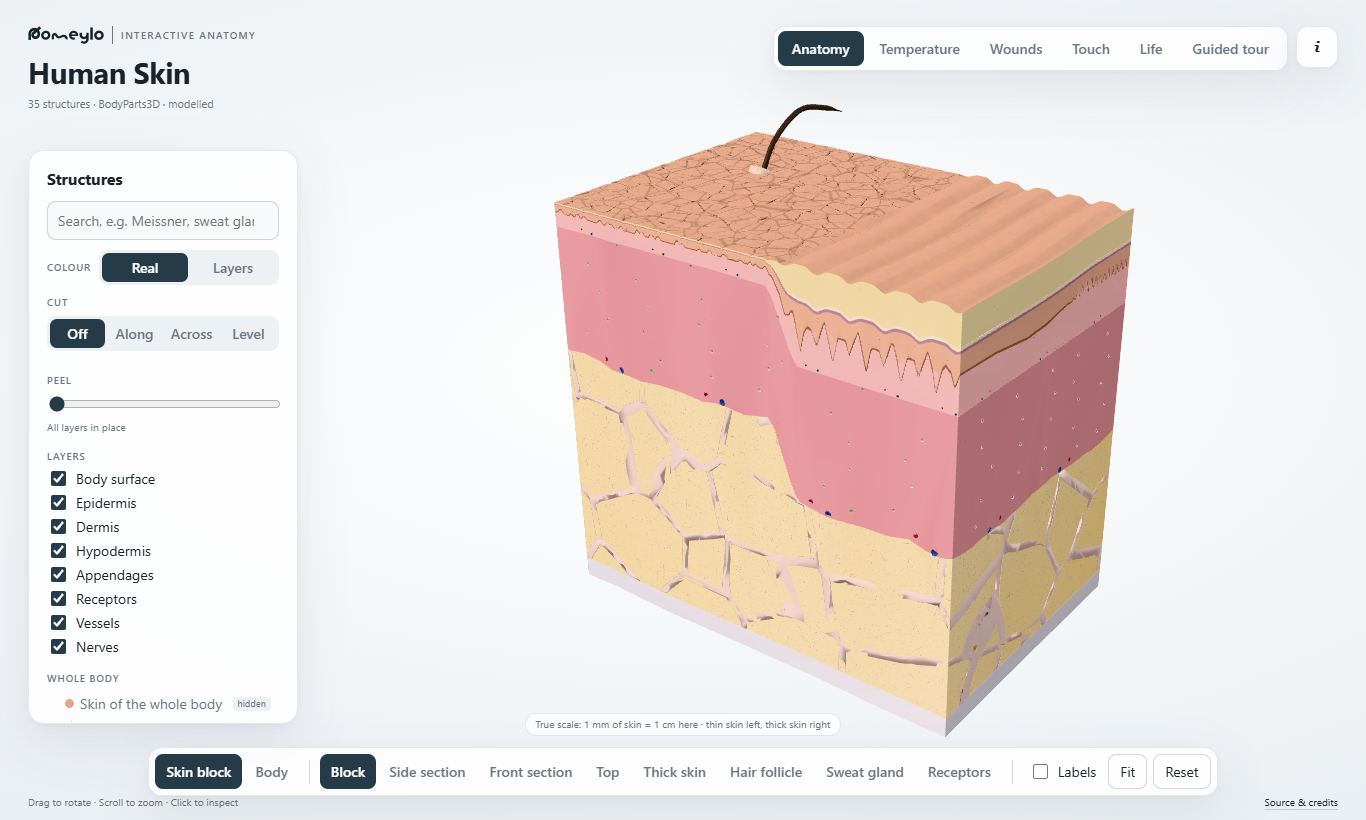 Pomeylo
INTERACTIVE ANATOMY
Human Skin
35 structures · BodyParts3D · modelled
Anatomy
Temperature
Wounds
Touch
Life
Guided tour
i
Structures
Search, e.g. Meissner, sweat glan
COLOUR
Real
Layers
CUT
Off
Along
Across
Level
PEEL
All layers in place
LAYERS
Body surface
Epidermis
Dermis
Hypodermis
Appendages
Receptors
Vessels
Nerves
WHOLE BODY
Skin of the whole body
hidden
True scale: 1 mm of skin = 1 cm here · thin skin left, thick skin right
Skin block
Body
Block
Side section
Front section
Top
Thick skin
Hair follicle
Sweat gland
Receptors
Labels
Fit
Reset
Drag to rotate · Scroll to zoom · Click to inspect
Source & credits